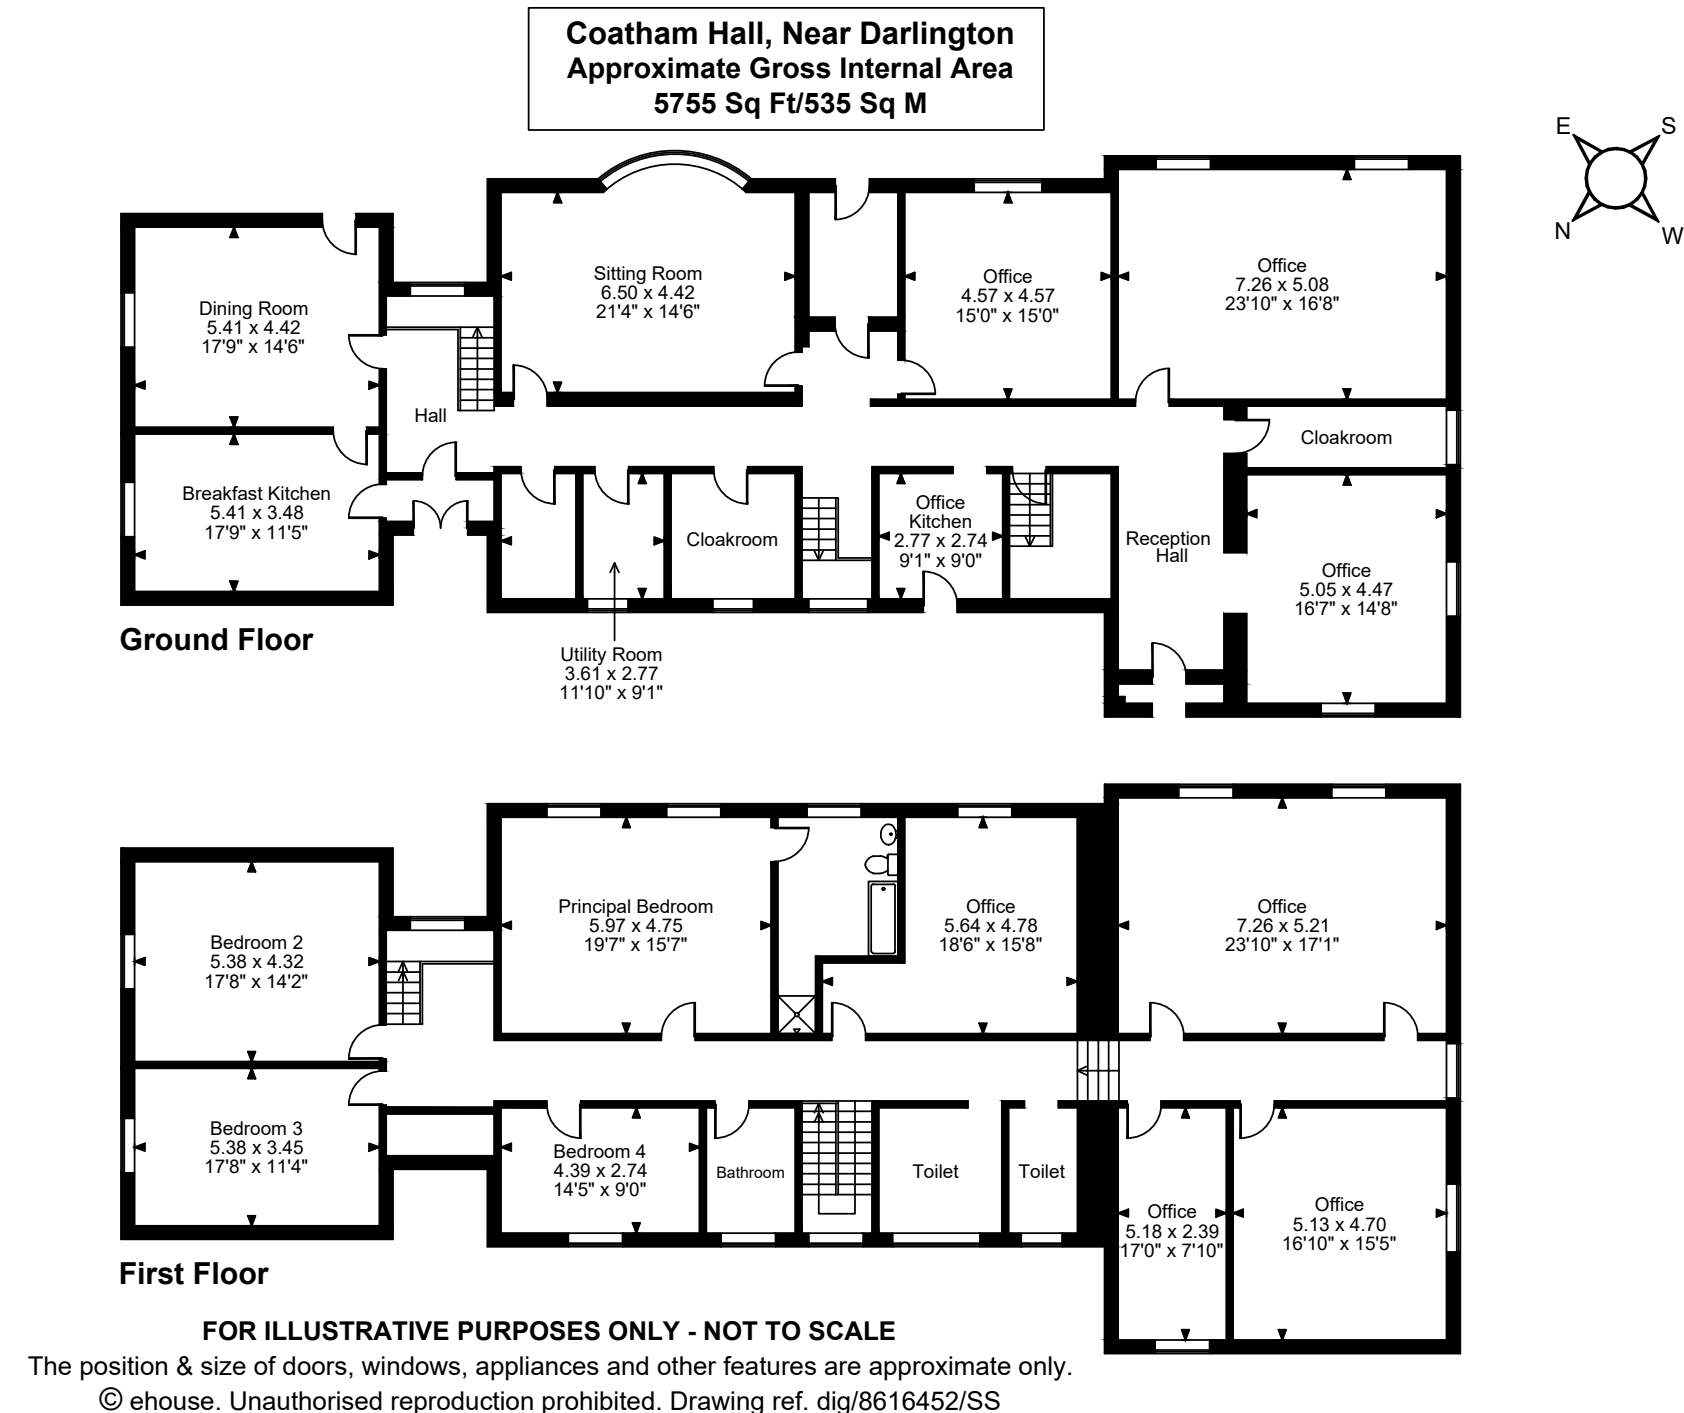 Coatham Hall, Near Darlington
Approximate Gross Internal Area
5755 Sq Ft/535 Sq M
E
S
N
W
Dining Room
5.41 x 4.42
17'9" x 14'6"
Sitting Room
6.50 x 4.42
21'4" x 14'6"
Office
4.57 x 4.57
15'0" x 15'0"
Office
7.26 x 5.08
23'10" x 16'8"
Hall
Cloakroom
Breakfast Kitchen
5.41 x 3.48
17'9" x 11'5"
Cloakroom
Office
Kitchen
2.77 x 2.74
9'1" x 9'0"
Reception
Hall
Office
5.05 x 4.47
16'7" x 14'8"
Ground Floor
Utility Room
3.61 x 2.77
11'10" x 9'1"
Bedroom 2
5.38 x 4.32
17'8" x 14'2"
Principal Bedroom
5.97 x 4.75
19'7" x 15'7"
Office
5.64 x 4.78
18'6" x 15'8"
Office
7.26 x 5.21
23'10" x 17'1"
Bedroom 3
5.38 x 3.45
17'8" x 11'4"
Bedroom 4
4.39 x 2.74
14'5" x 9'0"
Bathroom
Toilet
Toilet
Office
5.18 x 2.39
17'0" x 7'10"
Office
5.13 x 4.70
16'10" x 15'5"
First Floor
FOR ILLUSTRATIVE PURPOSES ONLY - NOT TO SCALE
The position & size of doors, windows, appliances and other features are approximate only.
© ehouse. Unauthorised reproduction prohibited. Drawing ref. dig/8616452/SS